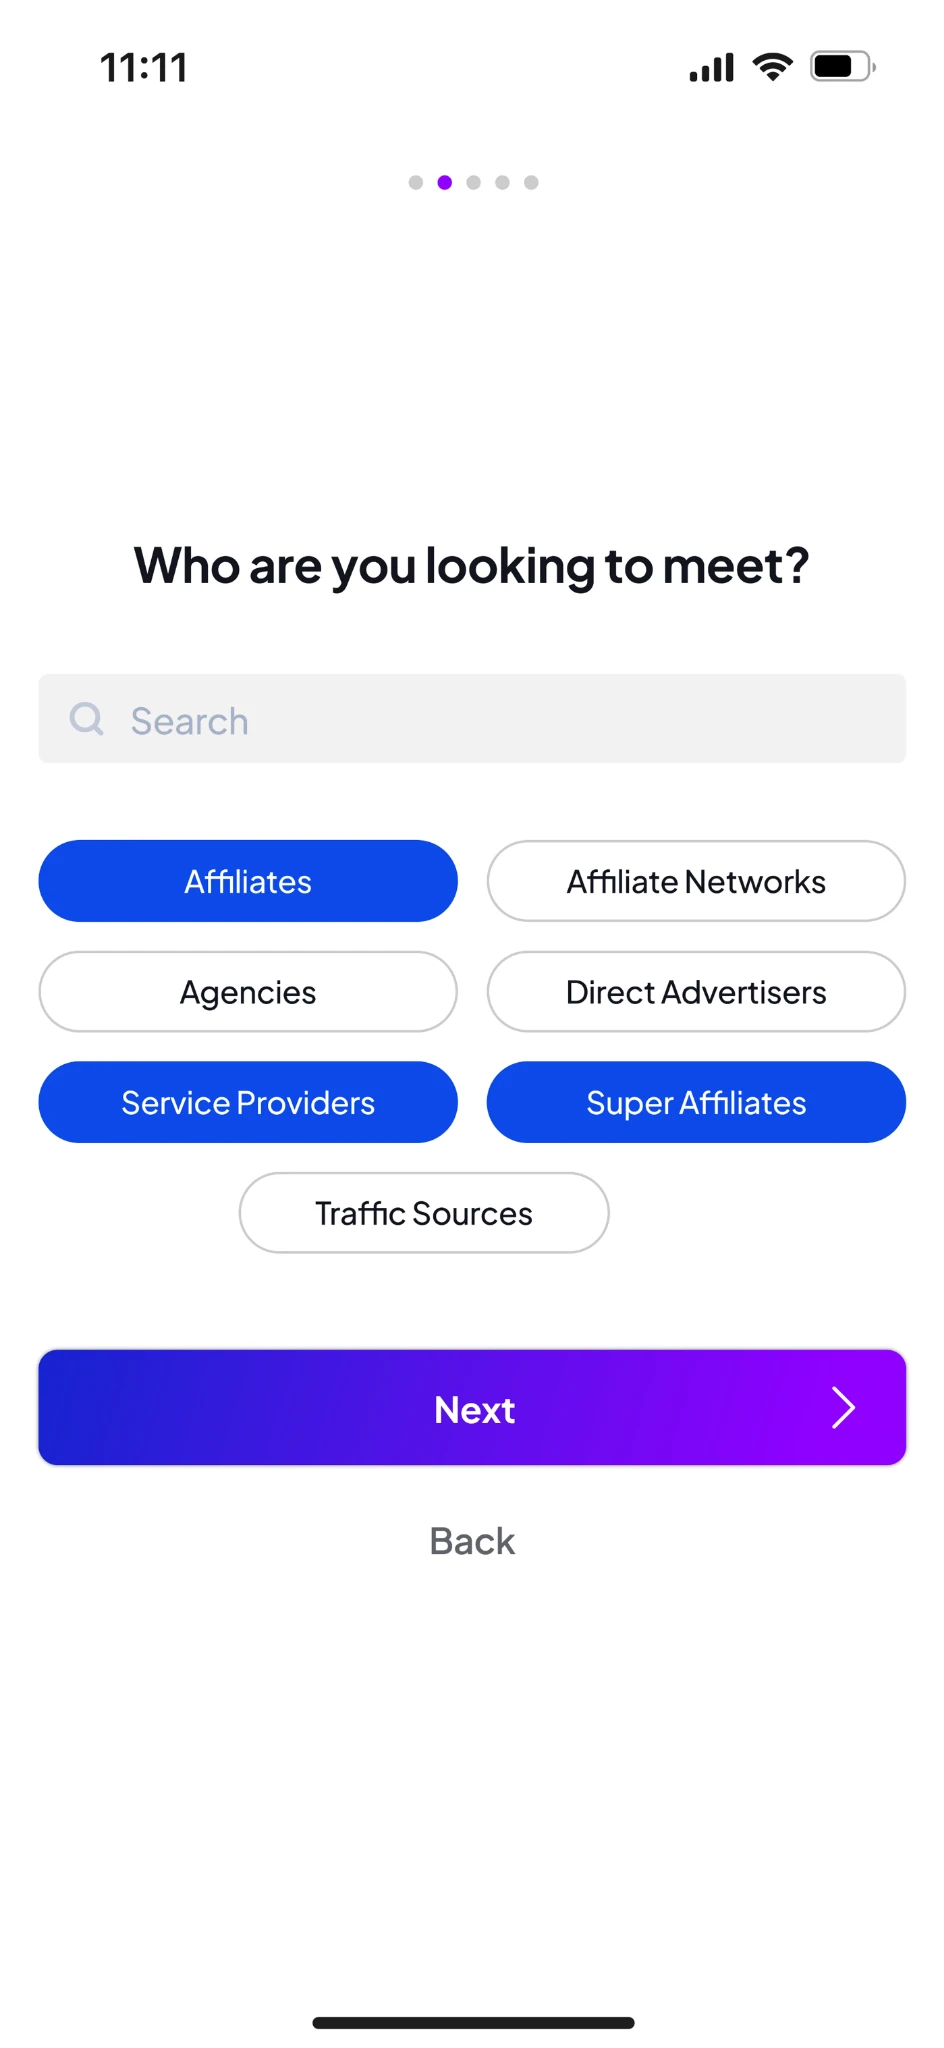 11:11
Who are you looking to meet?
Search
Affiliates
Affiliate Networks
Agencies
Direct Advertisers
Service Providers
Super Affiliates
Traffic Sources
Next
Back